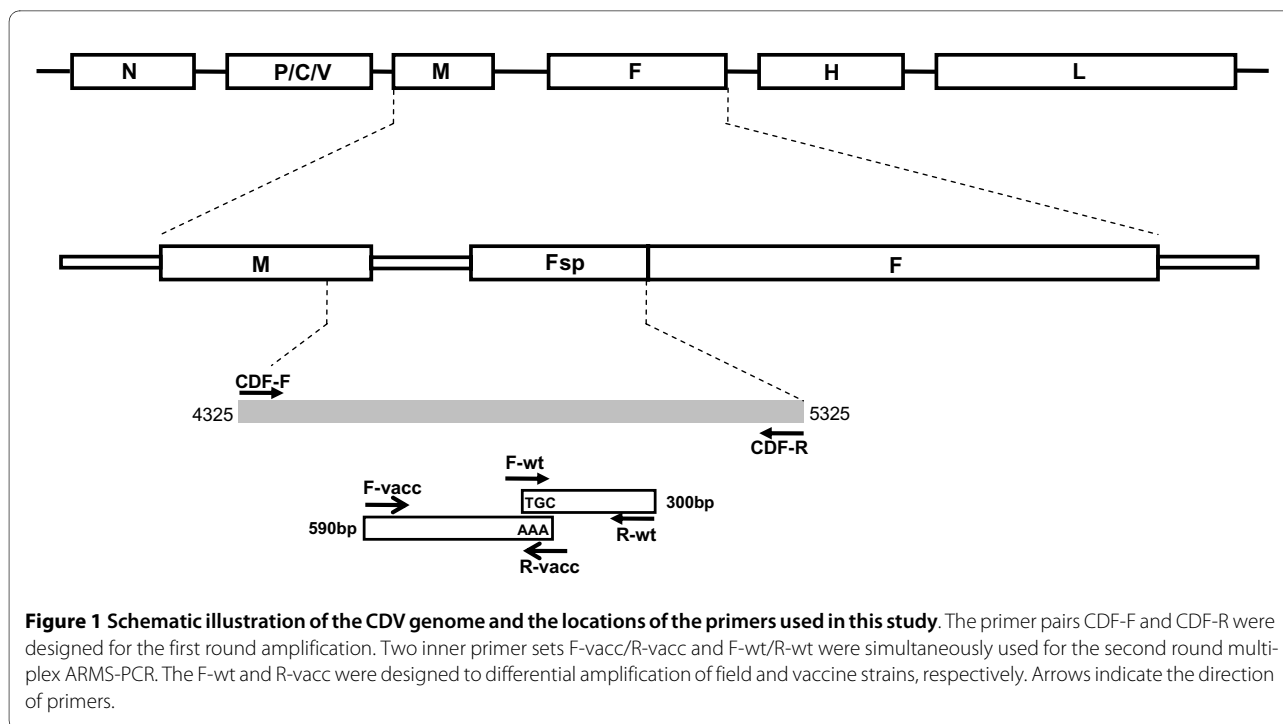 N P/C/V M F H L
M Fsp F
CDF-F
4325 5325
CDF-R
F-wt
F-vacc
TGC 300bp
590bp AAA R-wt
R-vacc
Figure 1 Schematic illustration of the CDV genome and the locations of the primers used in this study. The primer pairs CDF-F and CDF-R were
designed for the first round amplification. Two inner primer sets F-vacc/R-vacc and F-wt/R-wt were simultaneously used for the second round multi-
plex ARMS-PCR. The F-wt and R-vacc were designed to differential amplification of field and vaccine strains, respectively. Arrows indicate the direction
of primers.